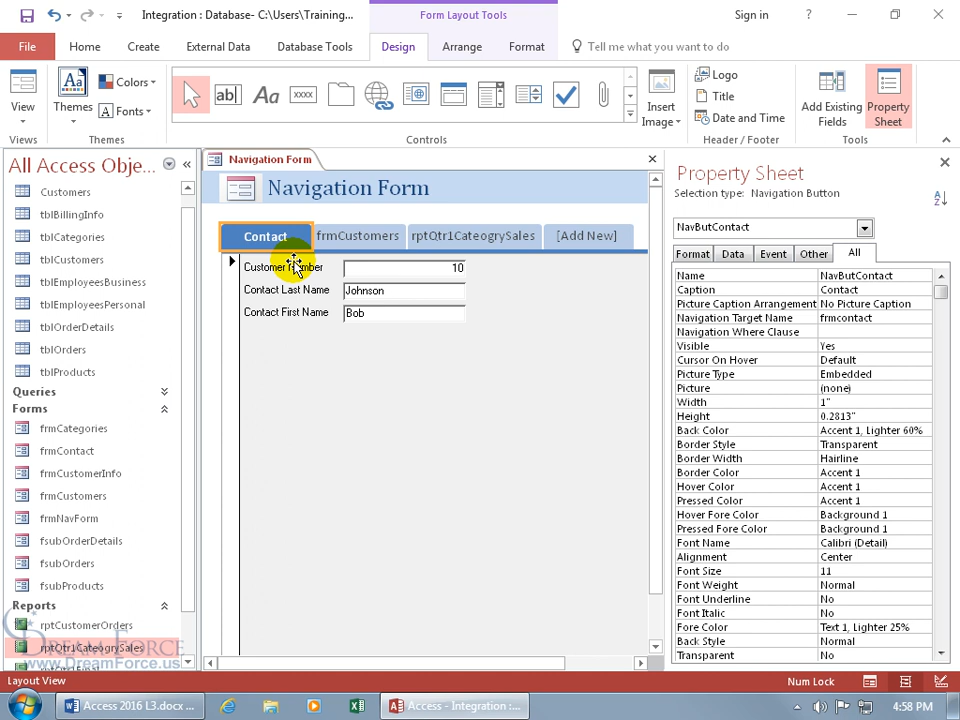 Integration : Database- C:\Users\Training...
Form Layout Tools
Sign in
?
File
Home
Create
External Data
Database Tools
Design
Arrange
Format
Tell me what you want to do
View
Views
Aa
Themes
Colors
Fonts
Themes
ab
Aa
xxxx
Controls
Insert
Image
Logo
Title
Date and Time
Header / Footer
Add Existing
Fields
Property
Sheet
Tools
All Access Obje...
Customers
tblBillingInfo
tblCategories
tblCustomers
tblEmployeesBusiness
tblEmployeesPersonal
tblOrderDetails
tblOrders
tblProducts
Queries
Forms
frmCategories
frmContact
frmCustomerInfo
frmCustomers
frmNavForm
fsubOrderDetails
fsubOrders
fsubProducts
Reports
rptCustomerOrders
rptQtr1CateogrySales
rptQtr1Final
DREAM FORCE
www.DreamForce.us
Navigation Form
Navigation Form
Contact
frmCustomers
rptQtr1CateogrySales
[Add New]
Customer Number 10
Contact Last Name Johnson
Contact First Name Bob
Property Sheet
Selection type: Navigation Button
NavButContact
Format
Data
Event
Other
All
Name NavButContact
Caption Contact
Picture Caption Arrangement No Picture Caption
Navigation Target Name frmcontact
Navigation Where Clause
Visible Yes
Cursor On Hover Default
Picture Type Embedded
Picture (none)
Width 1"
Height 0.2813"
Back Color Accent 1, Lighter 60%
Border Style Transparent
Border Width Hairline
Border Color Accent 1
Hover Color Accent 1
Pressed Color Accent 1
Hover Fore Color Background 1
Pressed Fore Color Background 1
Font Name Calibri (Detail)
Alignment Center
Font Size 11
Font Weight Normal
Font Underline No
Font Italic No
Fore Color Text 1, Lighter 25%
Back Style Normal
Transparent No
Layout View
Num Lock
Access 2016 L3.docx ...
Access - Integration :...
4:58 PM